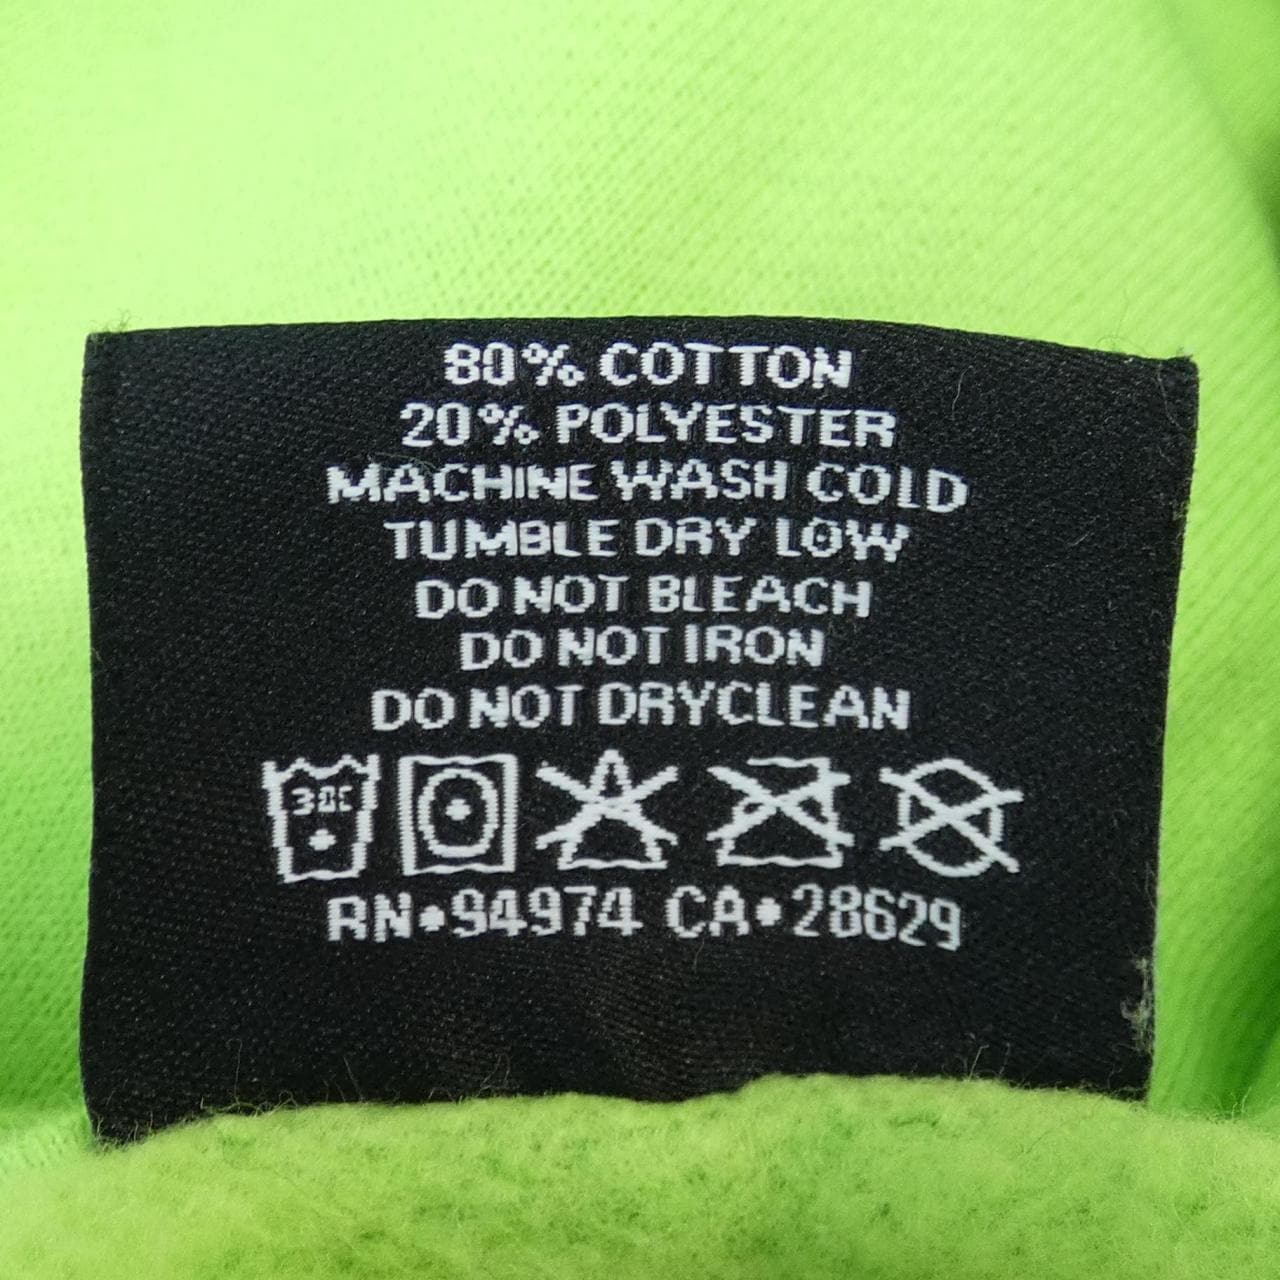 80% COTTON
20% POLYESTER
MACHINE WASH COLD
TUMBLE DRY LOW
DO NOT BLEACH
DO NOT IRON
DO NOT DRYCLEAN
30C
RN•94974 CA•28629